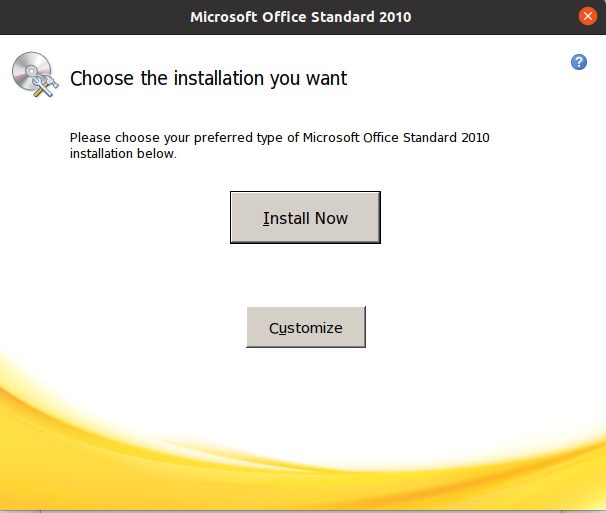 Microsoft Office Standard 2010
Choose the installation you want
?
Please choose your preferred type of Microsoft Office Standard 2010
installation below.
Install Now
Customize